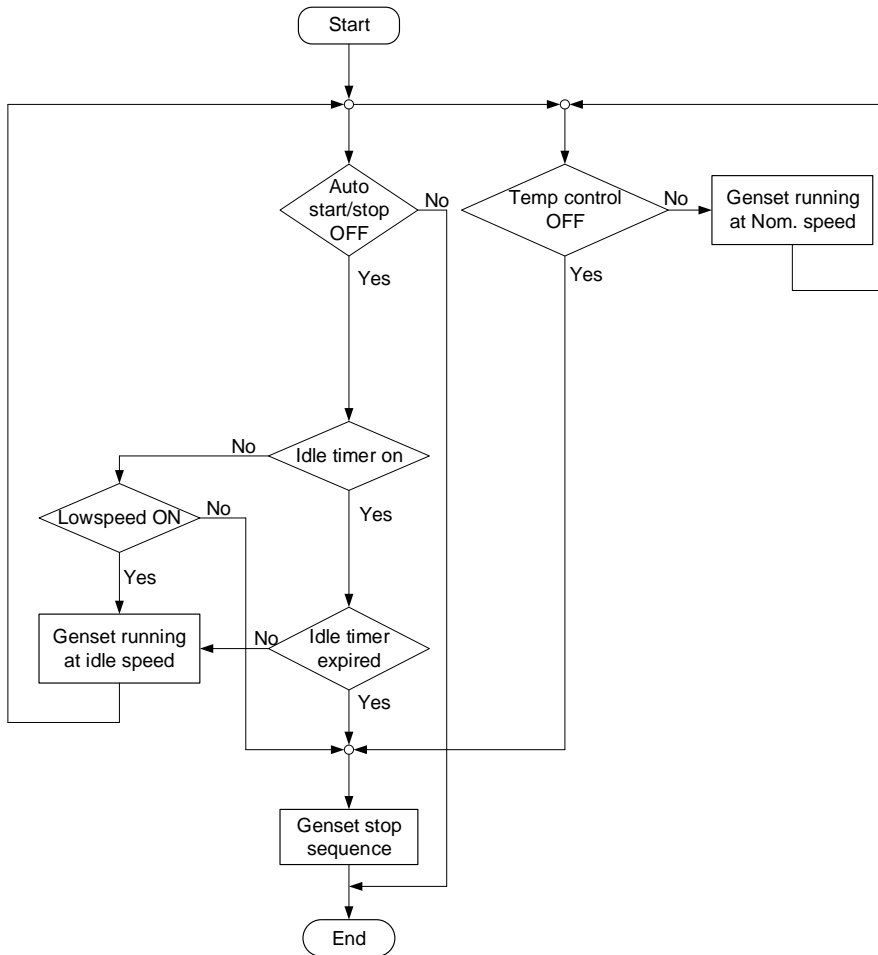 Start
Auto
start/stop
OFF
No
Temp control
OFF
No
Genset running
at Nom. speed
Yes
Yes
No
Idle timer on
Lowspeed ON
No
Yes
Yes
Genset running
at idle speed
No
Idle timer
expired
Yes
Genset stop
sequence
End